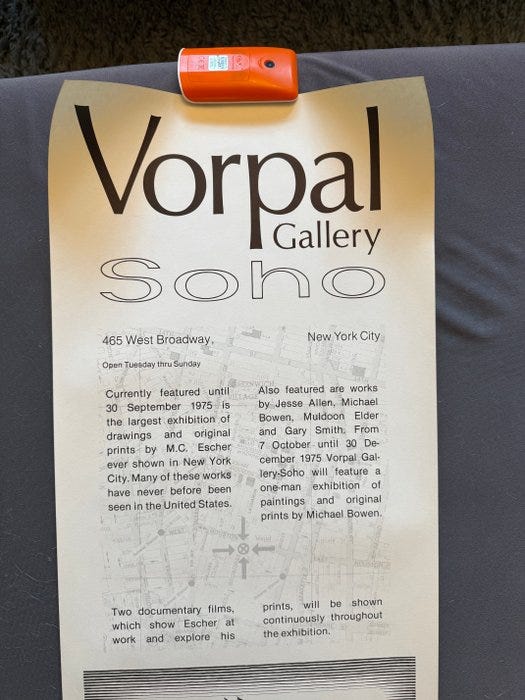 Vorpal
Gallery
Soho
465 West Broadway,
New York City
Open Tuesday thru Sunday
Currently featured until
30 September 1975 is
the largest exhibition of
drawings and original
prints by M.C. Escher
ever shown in New York
City. Many of these works
have never before been
seen in the United States.
Also featured are works
by Jesse Allen, Michael
Bowen, Muldoon Elder
and Gary Smith. From
7 October until 30 De-
cember 1975 Vorpal Gal-
lery-Soho will feature a
one-man exhibition of
paintings and original
prints by Michael Bowen.
Two documentary films,
which show Escher at
work and explore his
prints, will be shown
continuously throughout
the exhibition.